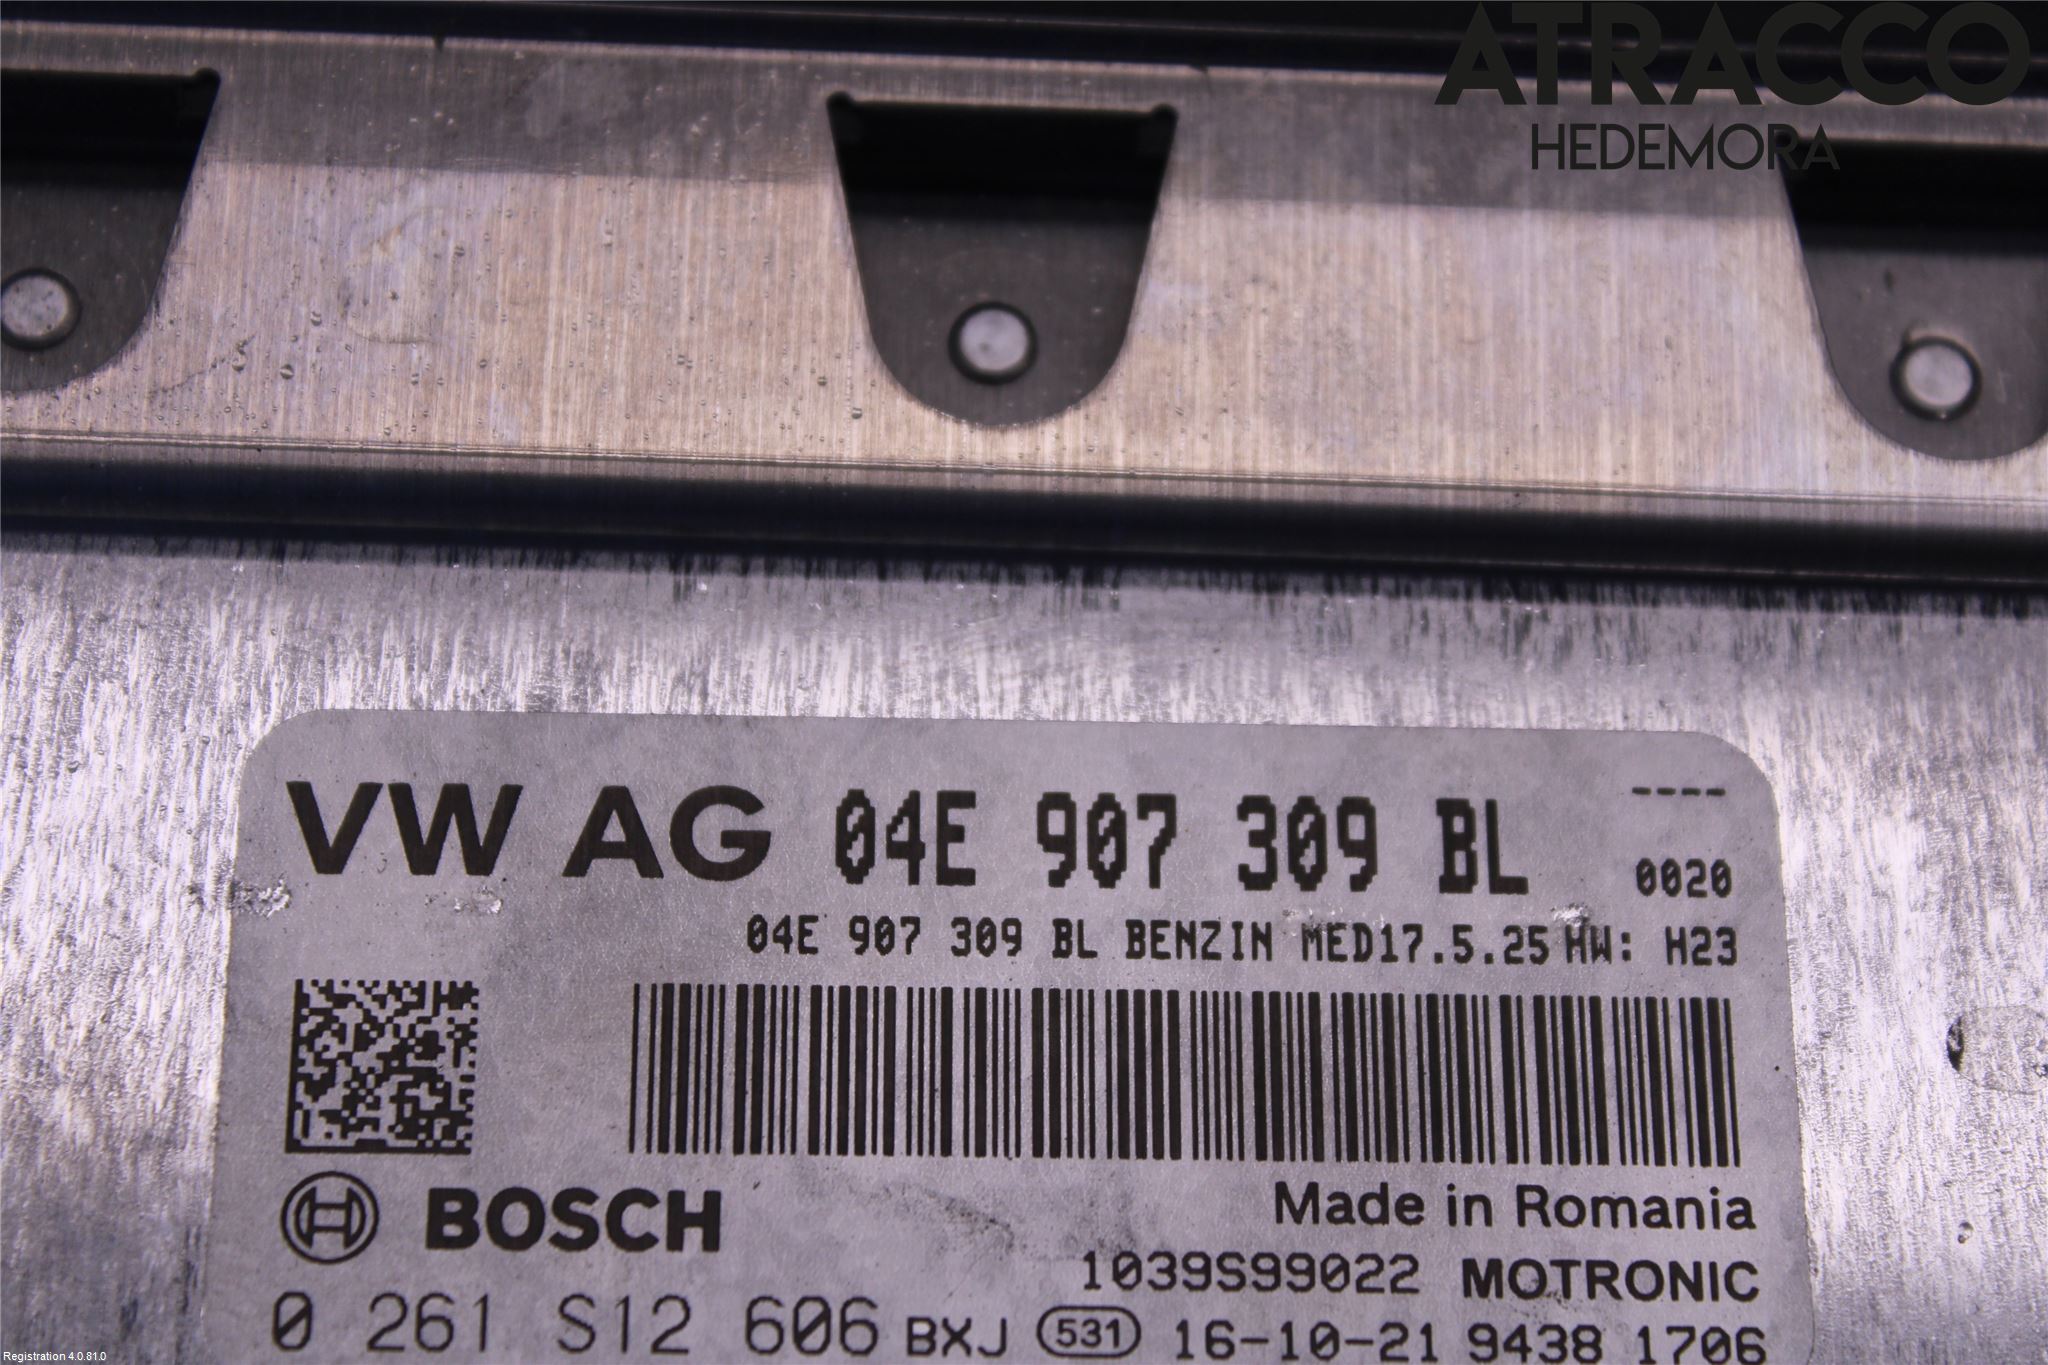 ATRACCO
HEDEMORA
VW AG 04E 907 309 BL ----
0020
04E 907 309 BL BENZIN MED17.5.25 HW: H23
BOSCH
Made in Romania
1039S99022 MOTRONIC
0 261 S12 606 BXJ 531 16-10-21 9438 1706
Registration 4.0.81.0